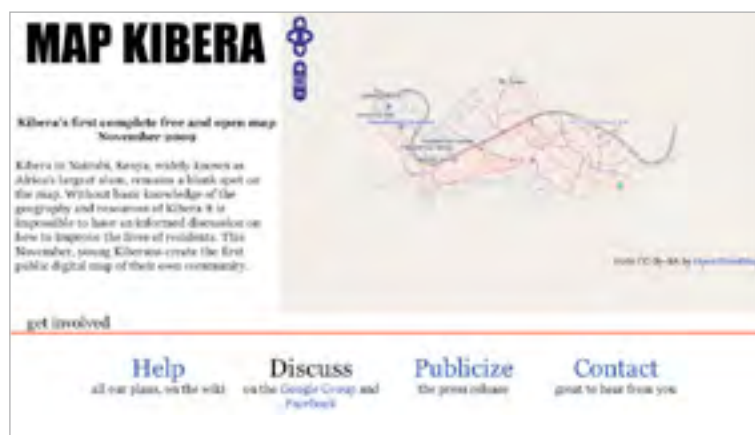 MAP KIBERA
Kibera's first complete free and open map
November 2009
Kibera in Nairobi, Kenya, widely known as
Africa's largest slum, remains a blank spot on
the map. Without basic knowledge of the
geography and resources of Kibera it is
impossible to have an informed discussion on
how to improve the lives of residents. This
November, young Kiberans create the first
public digital map of their own community.
CC-By-SA by
get involved
Help
Discuss
Publicize
Contact
all our plans, on the wiki
on the Google Group and
Facebook
the press release
great to hear from you